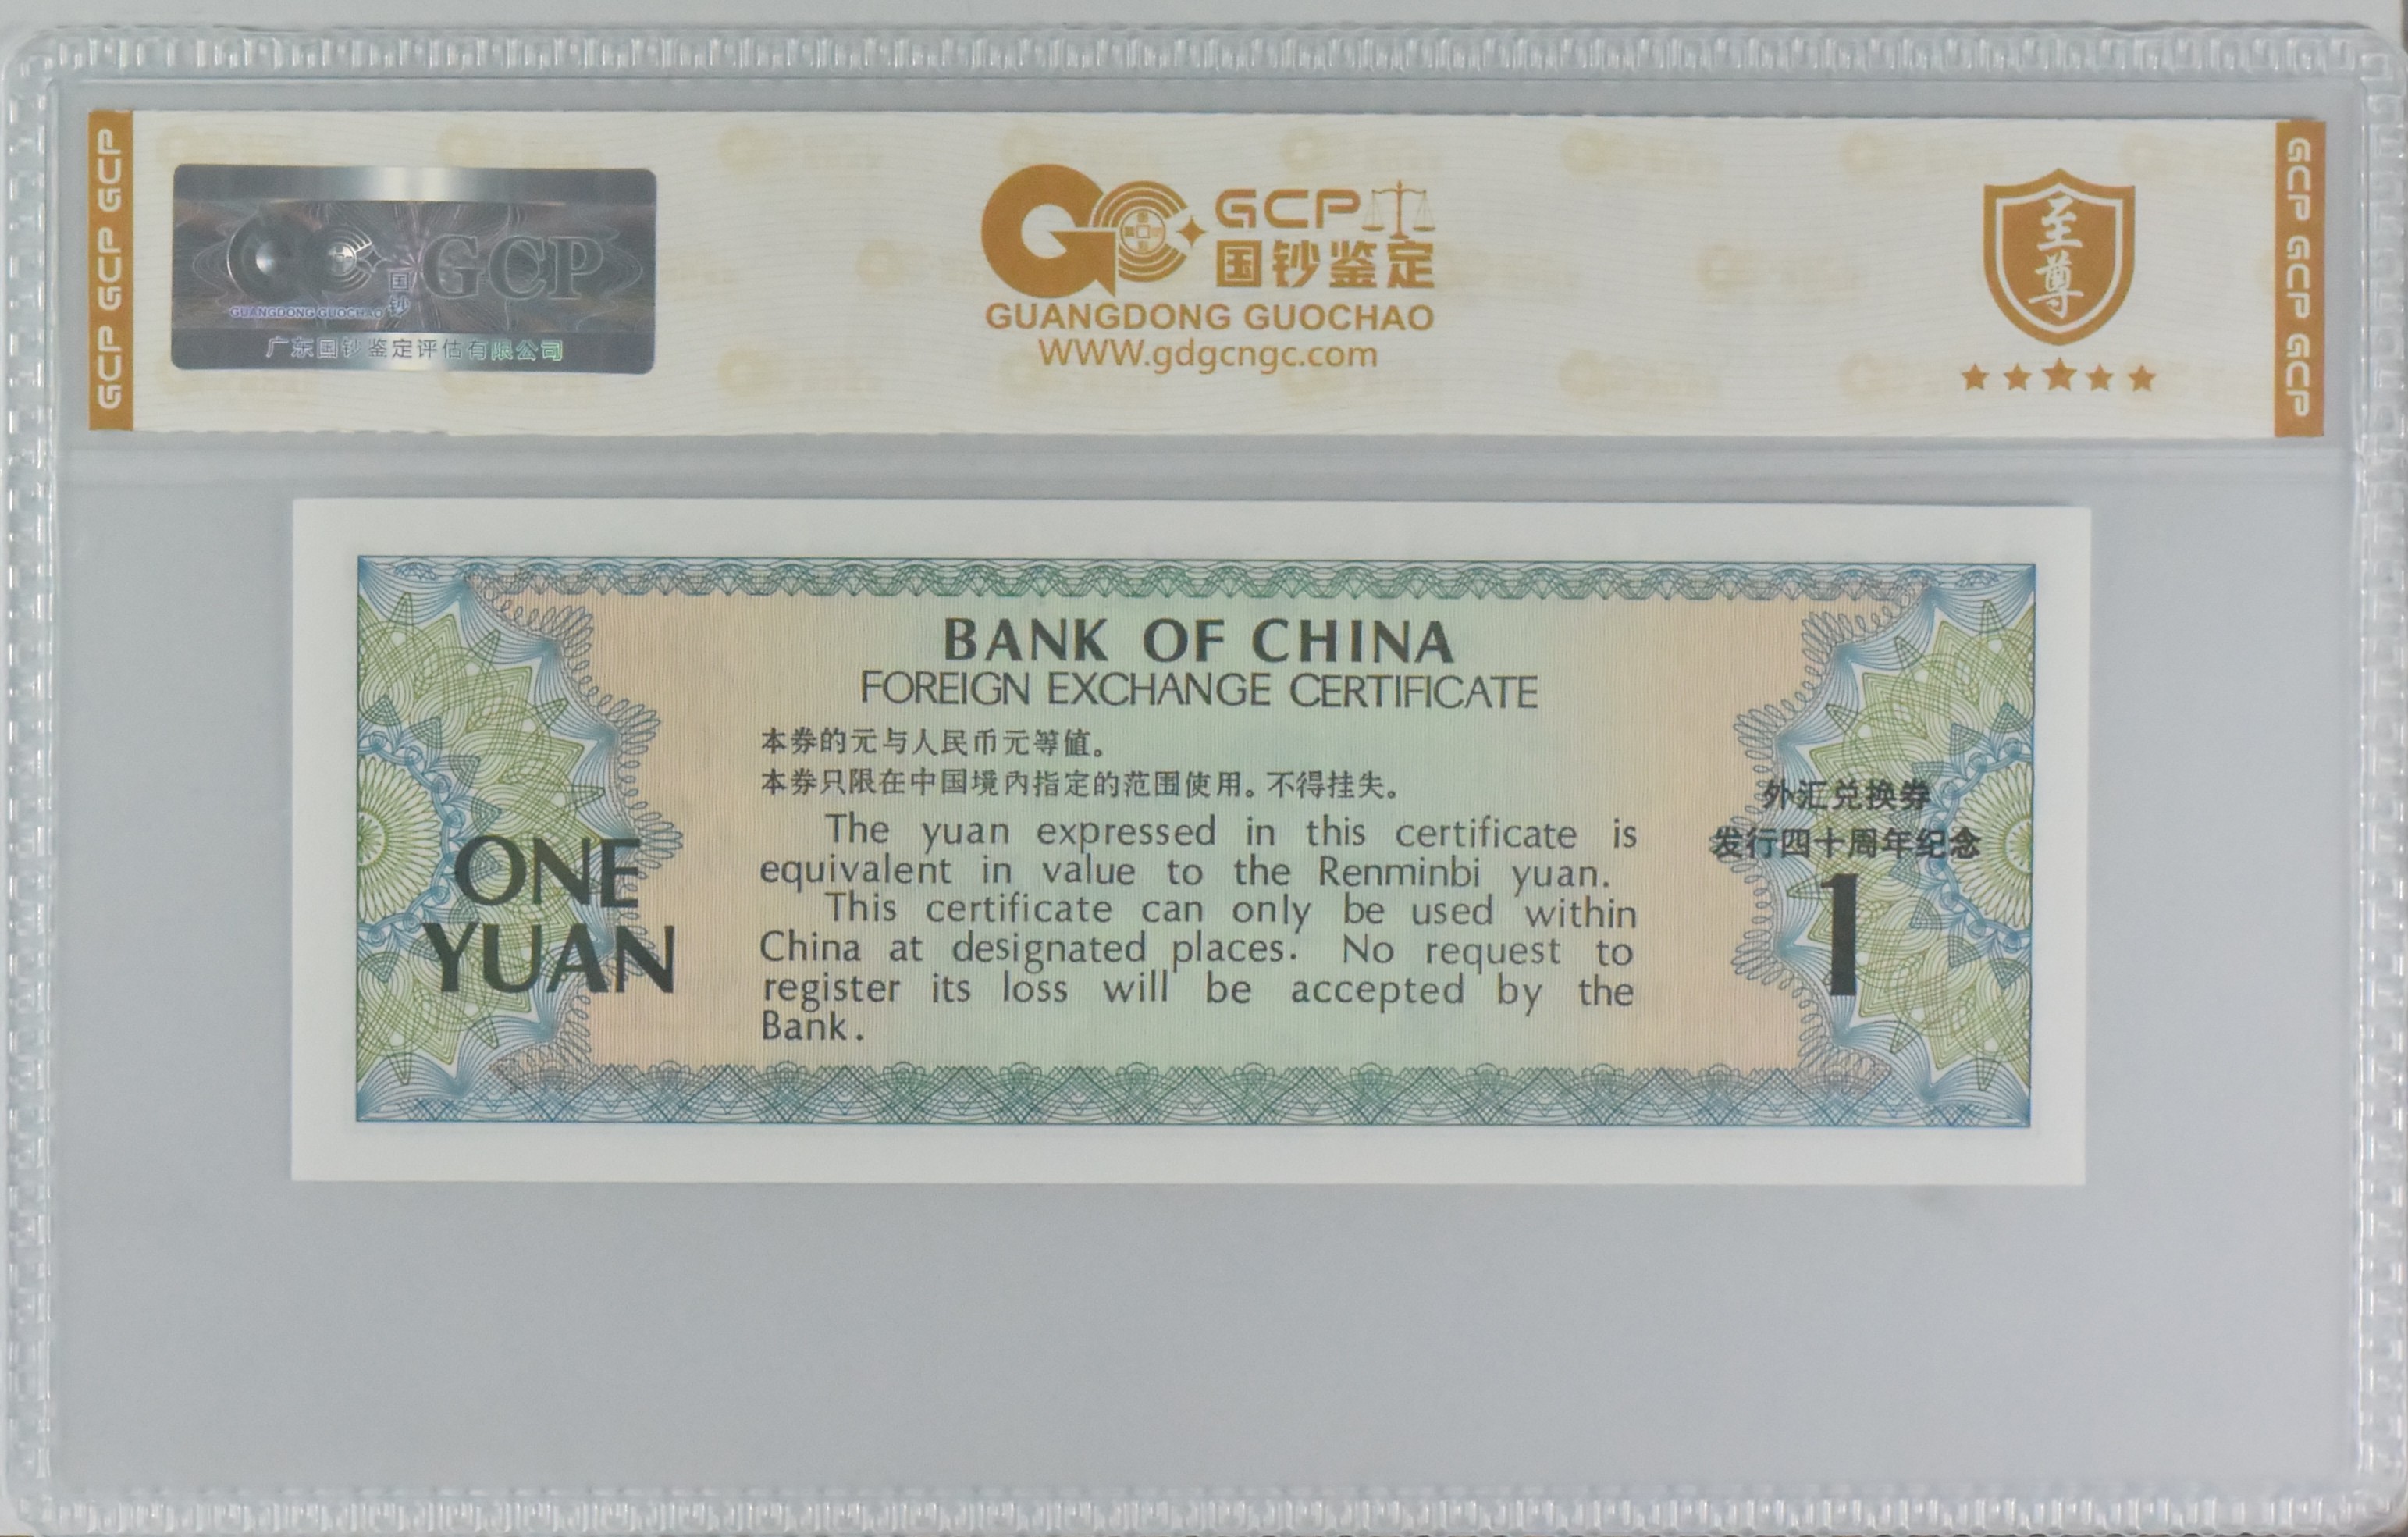 GCP GCP GCP
国钞
GCP
GUANGDONG GUOCHAO
广东国钞鉴定评估有限公司
GCP
国钞鉴定
GUANGDONG GUOCHAO
WWW.gdgcngc.com
至尊
GCP GCP GCP
BANK OF CHINA
FOREIGN EXCHANGE CERTIFICATE
本券的元与人民币元等值。
本券只限在中国境内指定的范围使用。不得挂失。
The yuan expressed in this certificate is
equivalent in value to the Renminbi yuan.
This certificate can only be used within
China at designated places. No request to
register its loss will be accepted by the
Bank.
ONE
YUAN
外汇兑换券
发行四十周年纪念
1